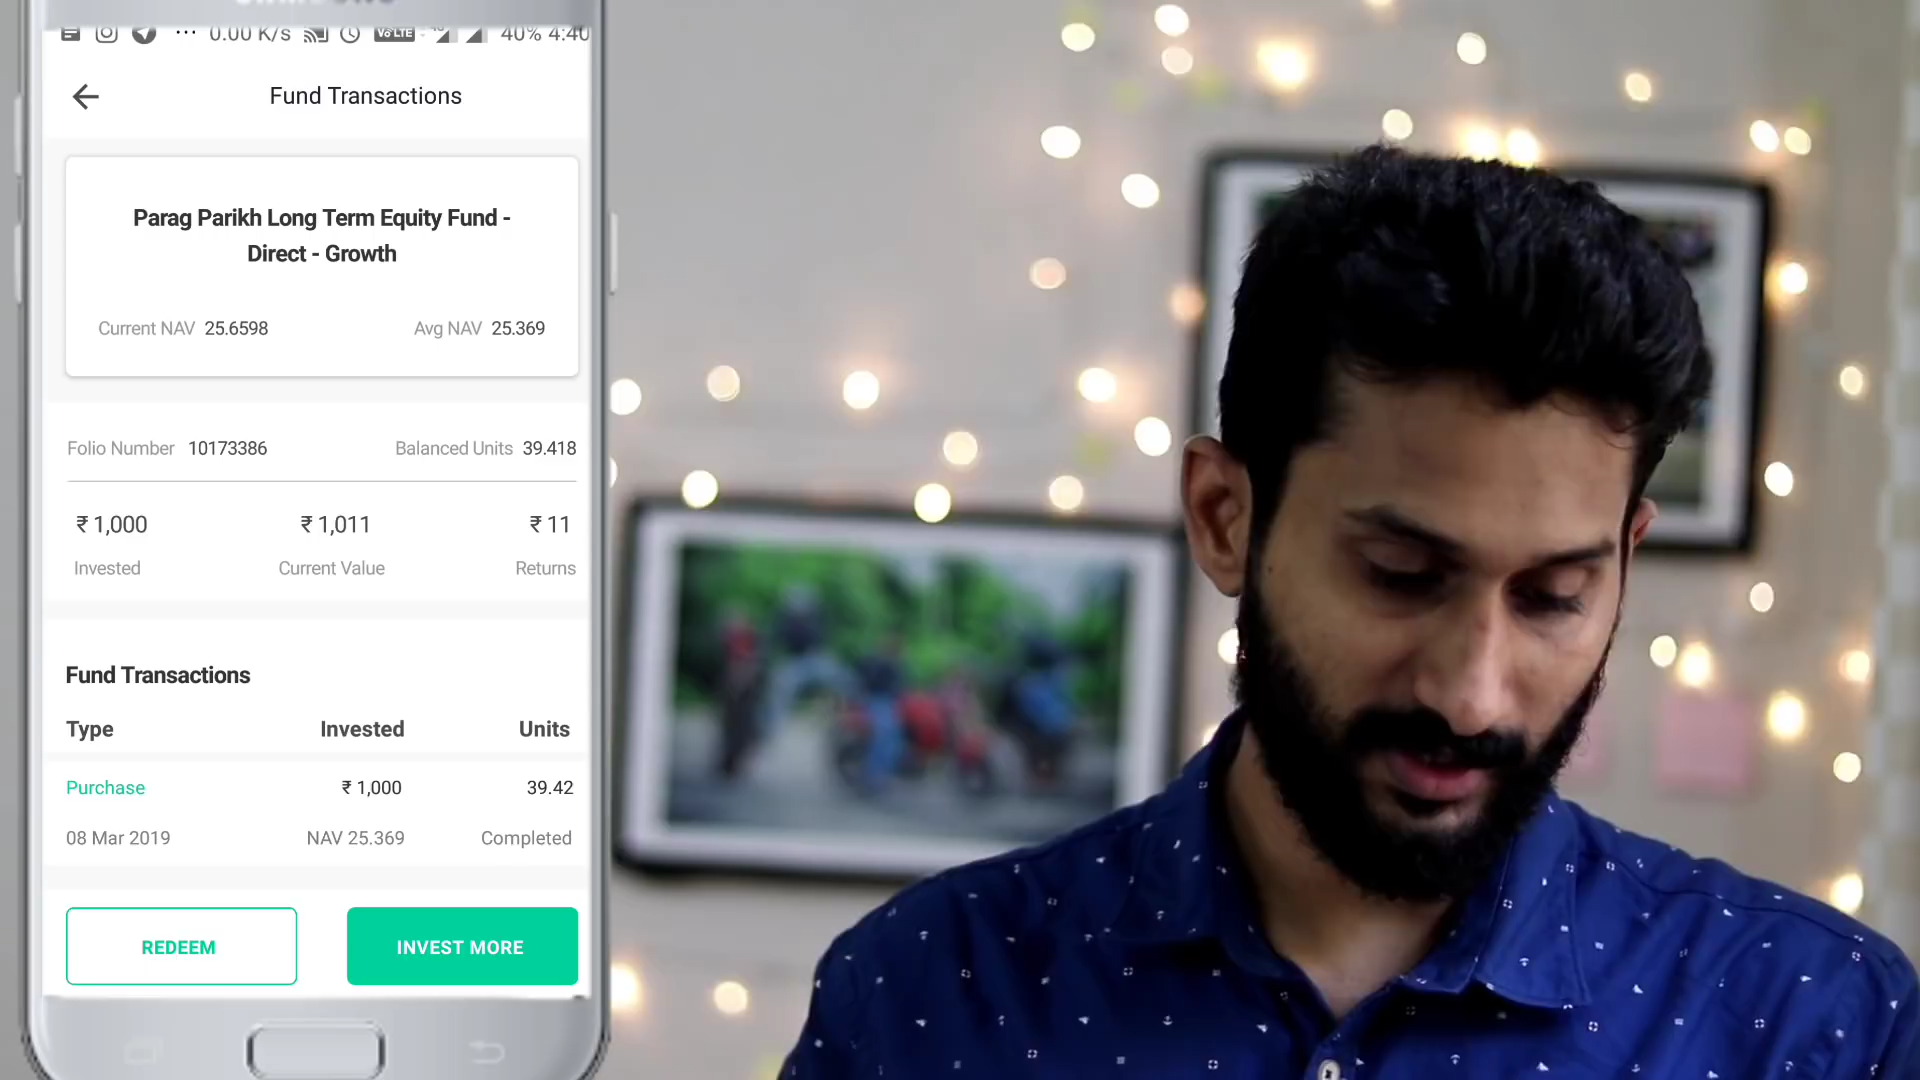 0.00 K/s VoLTE 40% 4:40
Fund Transactions
Parag Parikh Long Term Equity Fund -
Direct - Growth
Current NAV 25.6598 Avg NAV 25.369
Folio Number 10173386 Balanced Units 39.418
₹ 1,000 ₹ 1,011 ₹ 11
Invested Current Value Returns
Fund Transactions
Type Invested Units
Purchase ₹ 1,000 39.42
08 Mar 2019 NAV 25.369 Completed
REDEEM INVEST MORE